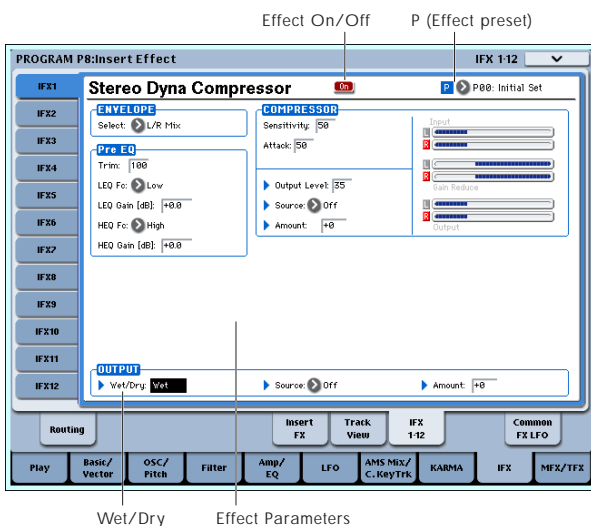 Effect On/Off P (Effect preset)
PROGRAM P8:Insert Effect IFX 1-12
IFX1
IFX2
IFX3
IFX4
IFX5
IFX6
IFX7
IFX8
IFX9
IFX10
IFX11
IFX12
Stereo Dyna Compressor On P P00: Initial Set
ENVELOPE
Select: L/R Mix
Pre EQ
Trim: 100
LEQ Fc: Low
LEQ Gain [dB]: +0.0
HEQ Fc: High
HEQ Gain [dB]: +0.0
COMPRESSOR
Sensitivity: 50
Attack: 50
Output Level: 35
Source: Off
Amount: +0
Input
L
R
L
R
Gain Reduce
L
R
Output
OUTPUT
Wet/Dry: Wet Source: Off Amount: +0
Routing Insert FX Track View IFX 1-12 Common FX LFO
Play Basic/Vector OSC/Pitch Filter Amp/EQ LFO AMS Mix/C.KeyTrk KARMA IFX MFX/TFX
Wet/Dry Effect Parameters